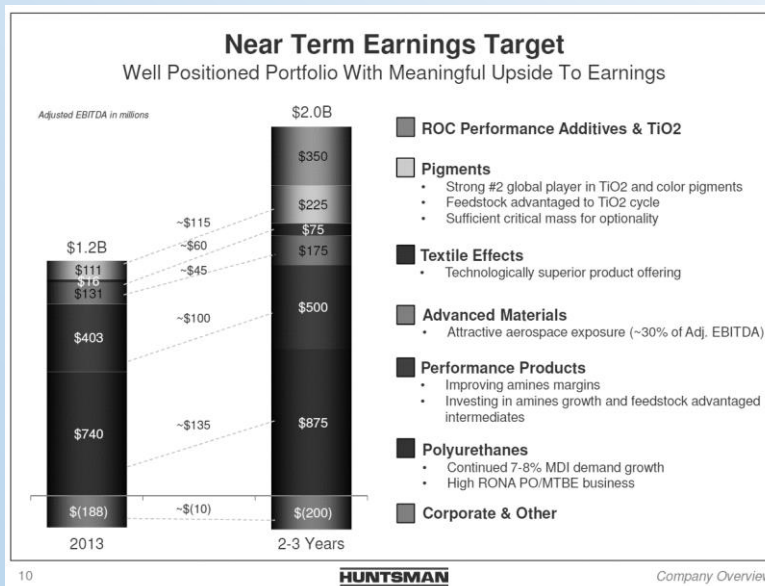 Near Term Earnings Target
Well Positioned Portfolio With Meaningful Upside To Earnings
Adjusted EBITDA in millions
$2.0B
$350
$225
$75
$175
$500
$875
$(200)
2-3 Years
~$115
~$60
~$45
~$100
~$135
~$(10)
$1.2B
$111
$16
$131
$403
$740
$(188)
2013
ROC Performance Additives & TiO2
Pigments
• Strong #2 global player in TiO2 and color pigments
• Feedstock advantaged to TiO2 cycle
• Sufficient critical mass for optionality
Textile Effects
• Technologically superior product offering
Advanced Materials
• Attractive aerospace exposure (~30% of Adj. EBITDA)
Performance Products
• Improving amines margins
• Investing in amines growth and feedstock advantaged
intermediates
Polyurethanes
• Continued 7-8% MDI demand growth
• High RONA PO/MTBE business
Corporate & Other
10
HUNTSMAN
Company Overvie